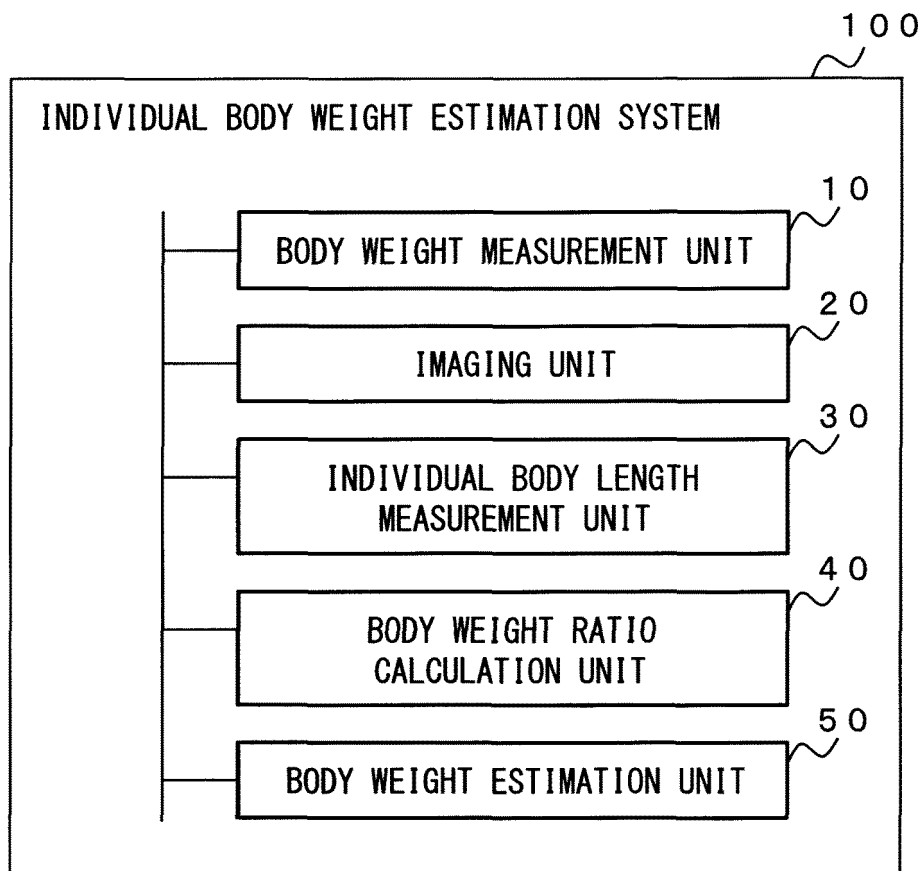 100
INDIVIDUAL BODY WEIGHT ESTIMATION SYSTEM
10
BODY WEIGHT MEASUREMENT UNIT
20
IMAGING UNIT
30
INDIVIDUAL BODY LENGTH
MEASUREMENT UNIT
40
BODY WEIGHT RATIO
CALCULATION UNIT
50
BODY WEIGHT ESTIMATION UNIT